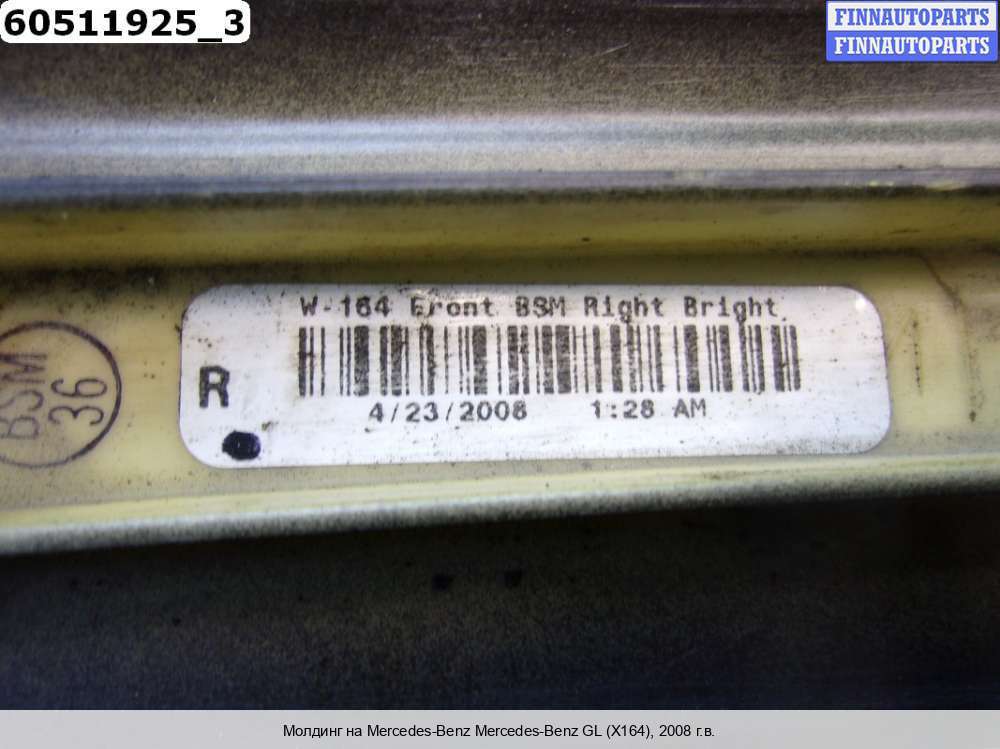 60511925_3
FINNAUTOPARTS
FINNAUTOPARTS
W-164 Front BSM Right Bright
R
4/23/2008 1:28 AM
BSM
36
Молдинг на Mercedes-Benz Mercedes-Benz GL (X164), 2008 г.в.